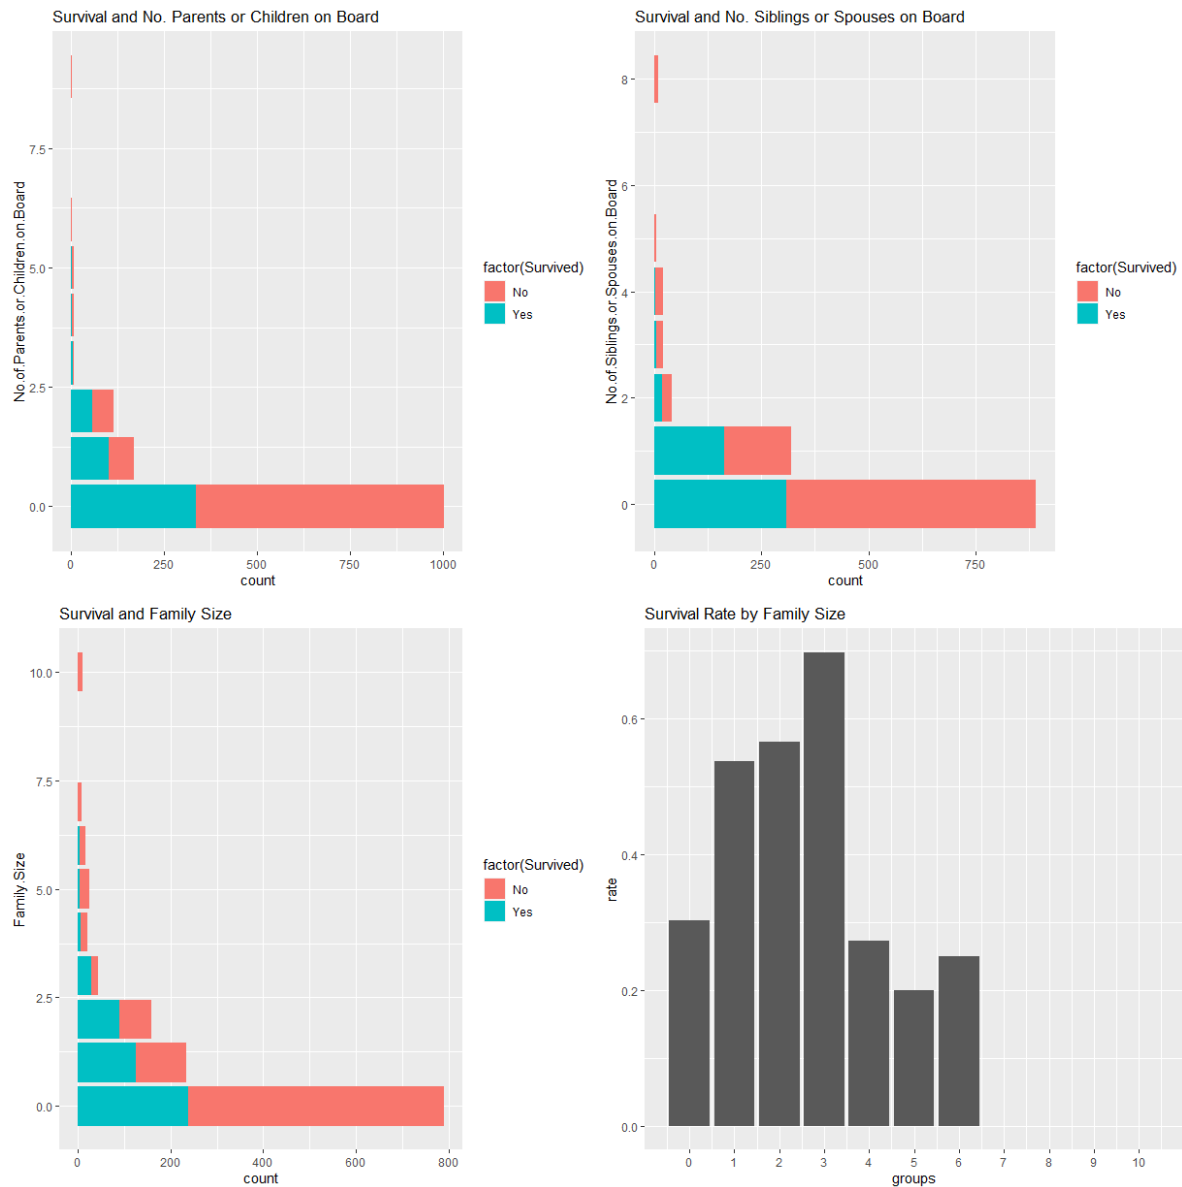 Survival and No. Parents or Children on Board
No.of.Parents.or.Children.on.Board
7.5
5.0
2.5
0.0
0 250 500 750 1000
count
factor(Survived)
No
Yes
Survival and No. Siblings or Spouses on Board
No.of.Siblings.or.Spouses.on.Board
8
6
4
2
0
0 250 500 750
count
factor(Survived)
No
Yes
Survival and Family Size
Family.Size
10.0
7.5
5.0
2.5
0.0
0 200 400 600 800
count
factor(Survived)
No
Yes
Survival Rate by Family Size
rate
0.6
0.4
0.2
0.0
0 1 2 3 4 5 6 7 8 9 10
groups